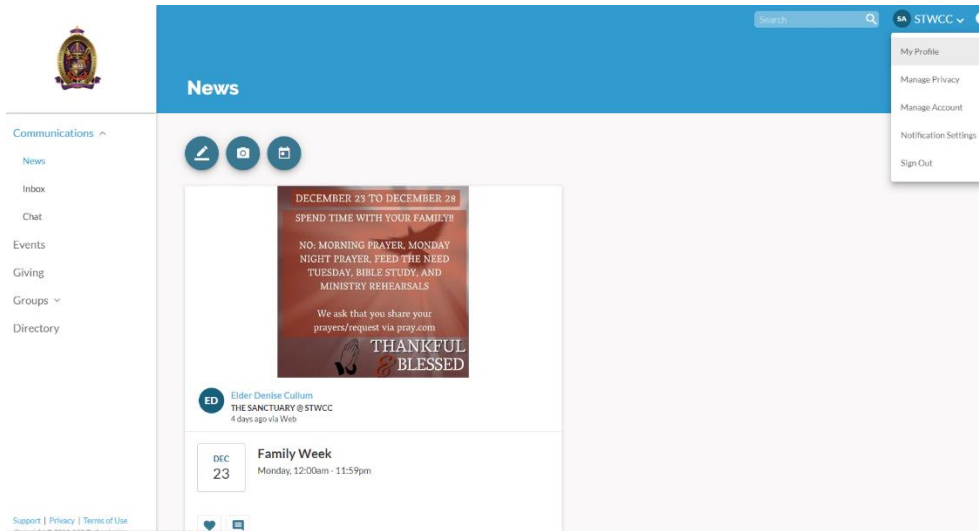 Search
SA STWCC
My Profile
Manage Privacy
Manage Account
Notification Settings
Sign Out
News
Communications
News
Inbox
Chat
Events
Giving
Groups
Directory
DECEMBER 23 TO DECEMBER 28
SPEND TIME WITH YOUR FAMILY!!
NO: MORNING PRAYER, MONDAY
NIGHT PRAYER, FEED THE NEED
TUESDAY, BIBLE STUDY, AND
MINISTRY REHEARSALS
We ask that you share your
prayers/request via pray.com
THANKFUL
& BLESSED
ED
Elder Denise Cullum
THE SANCTUARY @ STWCC
4 days ago via Web
DEC
23
Family Week
Monday, 12:00am - 11:59pm
Support | Privacy | Terms of Use